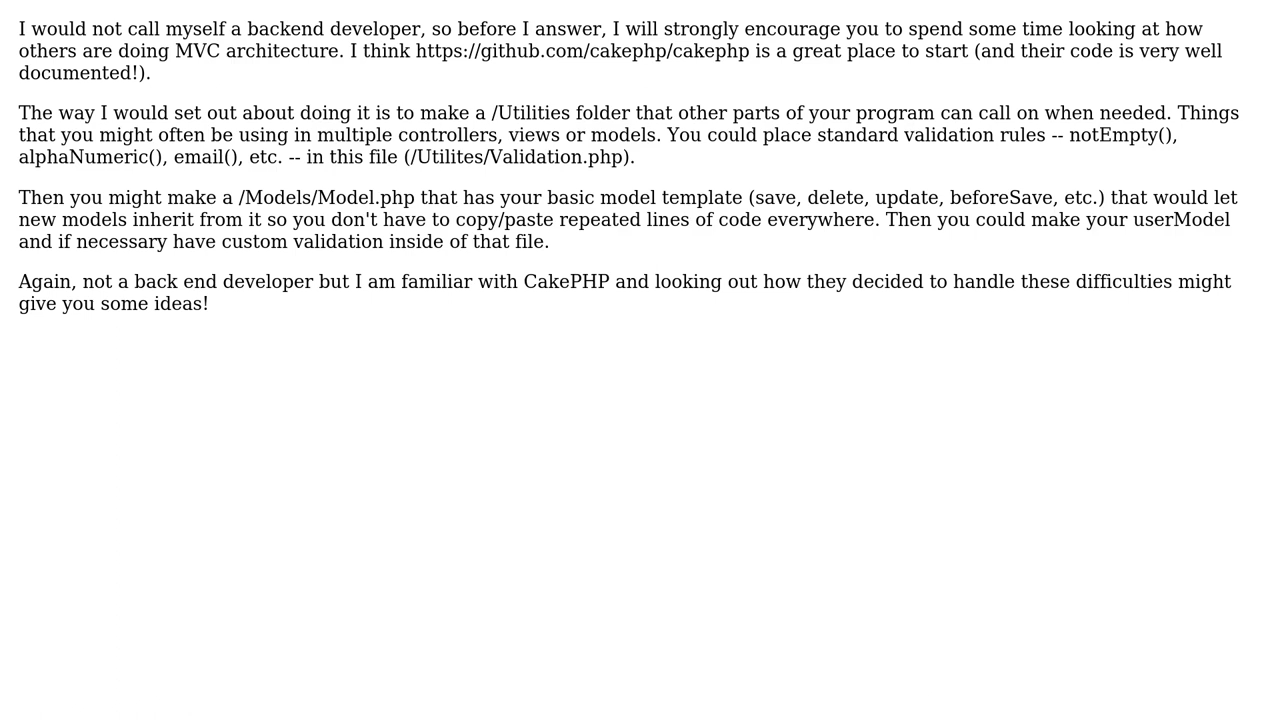 I would not call myself a backend developer, so before I answer, I will strongly encourage you to spend some time looking at how
others are doing MVC architecture. I think https://github.com/cakephp/cakephp is a great place to start (and their code is very well
documented!).
The way I would set out about doing it is to make a /Utilities folder that other parts of your program can call on when needed. Things
that you might often be using in multiple controllers, views or models. You could place standard validation rules -- notEmpty(),
alphaNumeric(), email(), etc. -- in this file (/Utilites/Validation.php).
Then you might make a /Models/Model.php that has your basic model template (save, delete, update, beforeSave, etc.) that would let
new models inherit from it so you don't have to copy/paste repeated lines of code everywhere. Then you could make your userModel
and if necessary have custom validation inside of that file.
Again, not a back end developer but I am familiar with CakePHP and looking out how they decided to handle these difficulties might
give you some ideas!